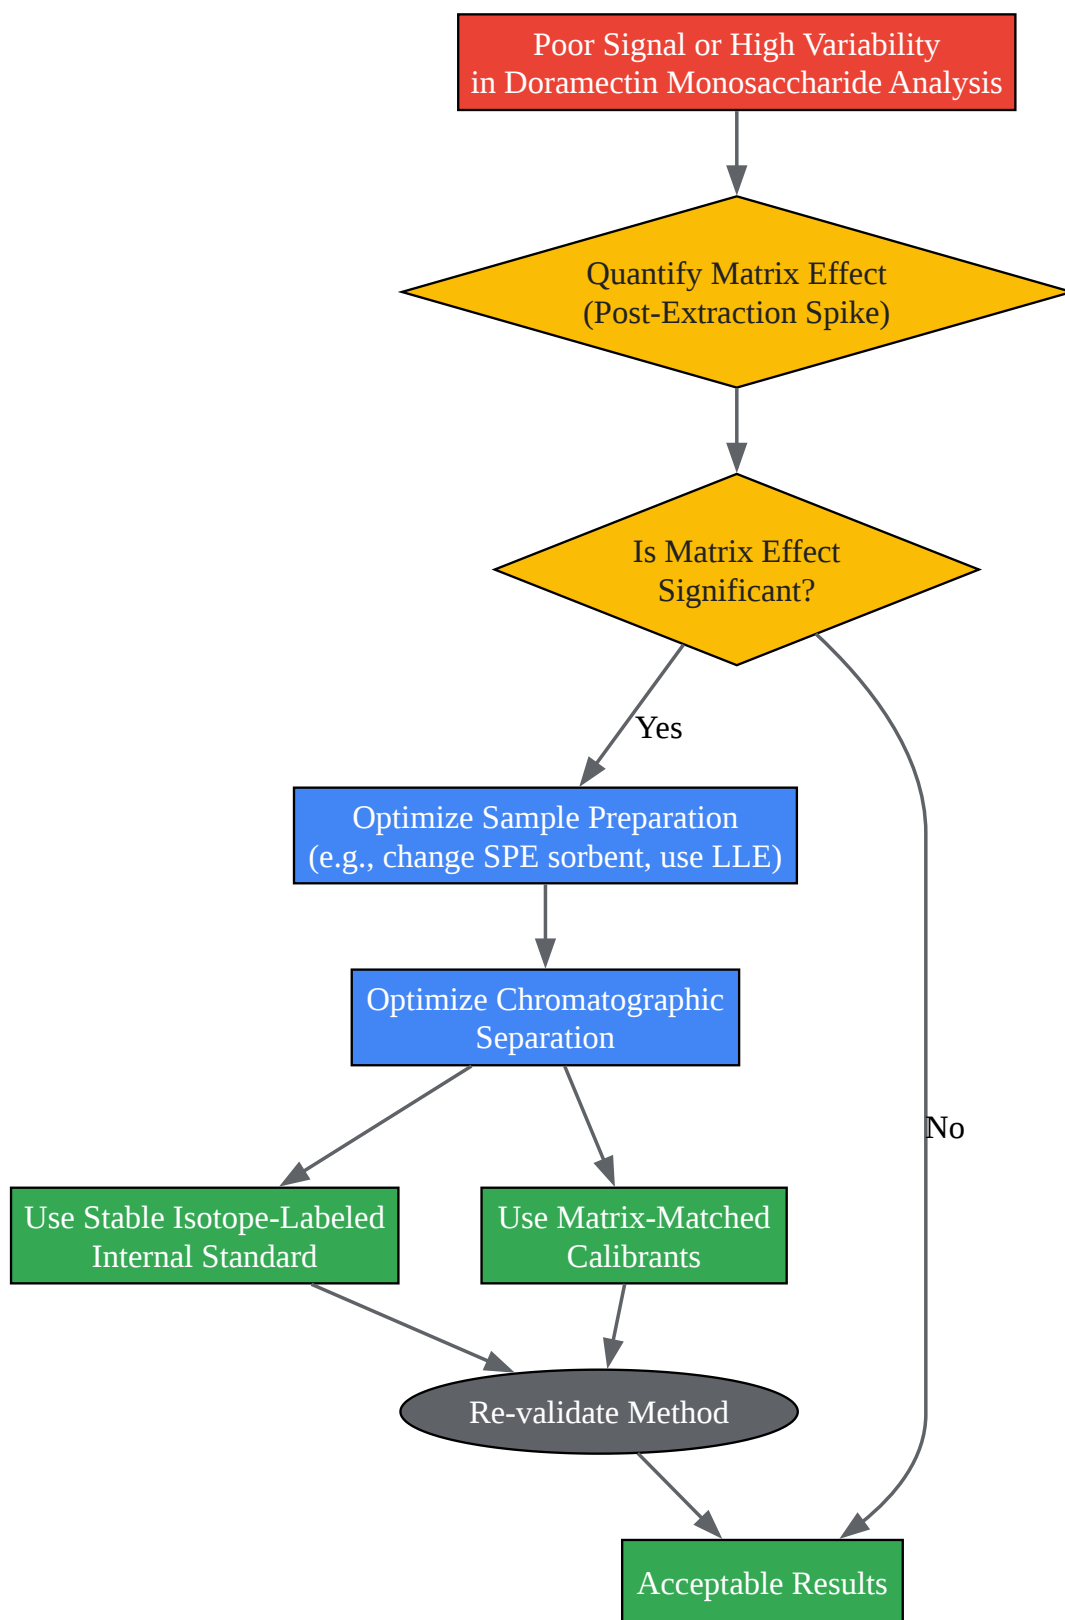 Poor Signal or High Variability
in Doramectin Monosaccharide Analysis
Quantify Matrix Effect
(Post-Extraction Spike)
Is Matrix Effect
Significant?
Yes
Optimize Sample Preparation
(e.g., change SPE sorbent, use LLE)
Optimize Chromatographic
Separation
No
Use Stable Isotope-Labeled
Internal Standard
Use Matrix-Matched
Calibrants
Re-validate Method
Acceptable Results